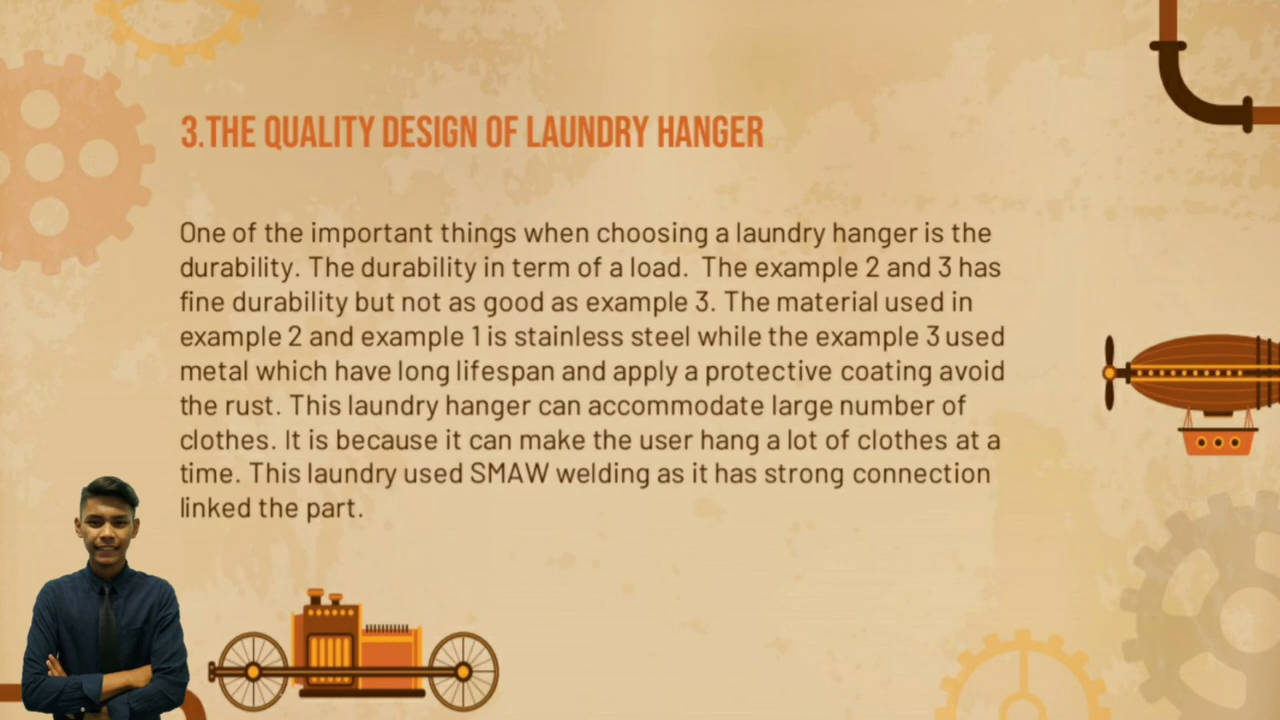 3.THE QUALITY DESIGN OF LAUNDRY HANGER
One of the important things when choosing a laundry hanger is the
durability. The durability in term of a load. The example 2 and 3 has
fine durability but not as good as example 3. The material used in
example 2 and example 1 is stainless steel while the example 3 used
metal which have long lifespan and apply a protective coating avoid
the rust. This laundry hanger can accommodate large number of
clothes. It is because it can make the user hang a lot of clothes at a
time. This laundry used SMAW welding as it has strong connection
linked the part.